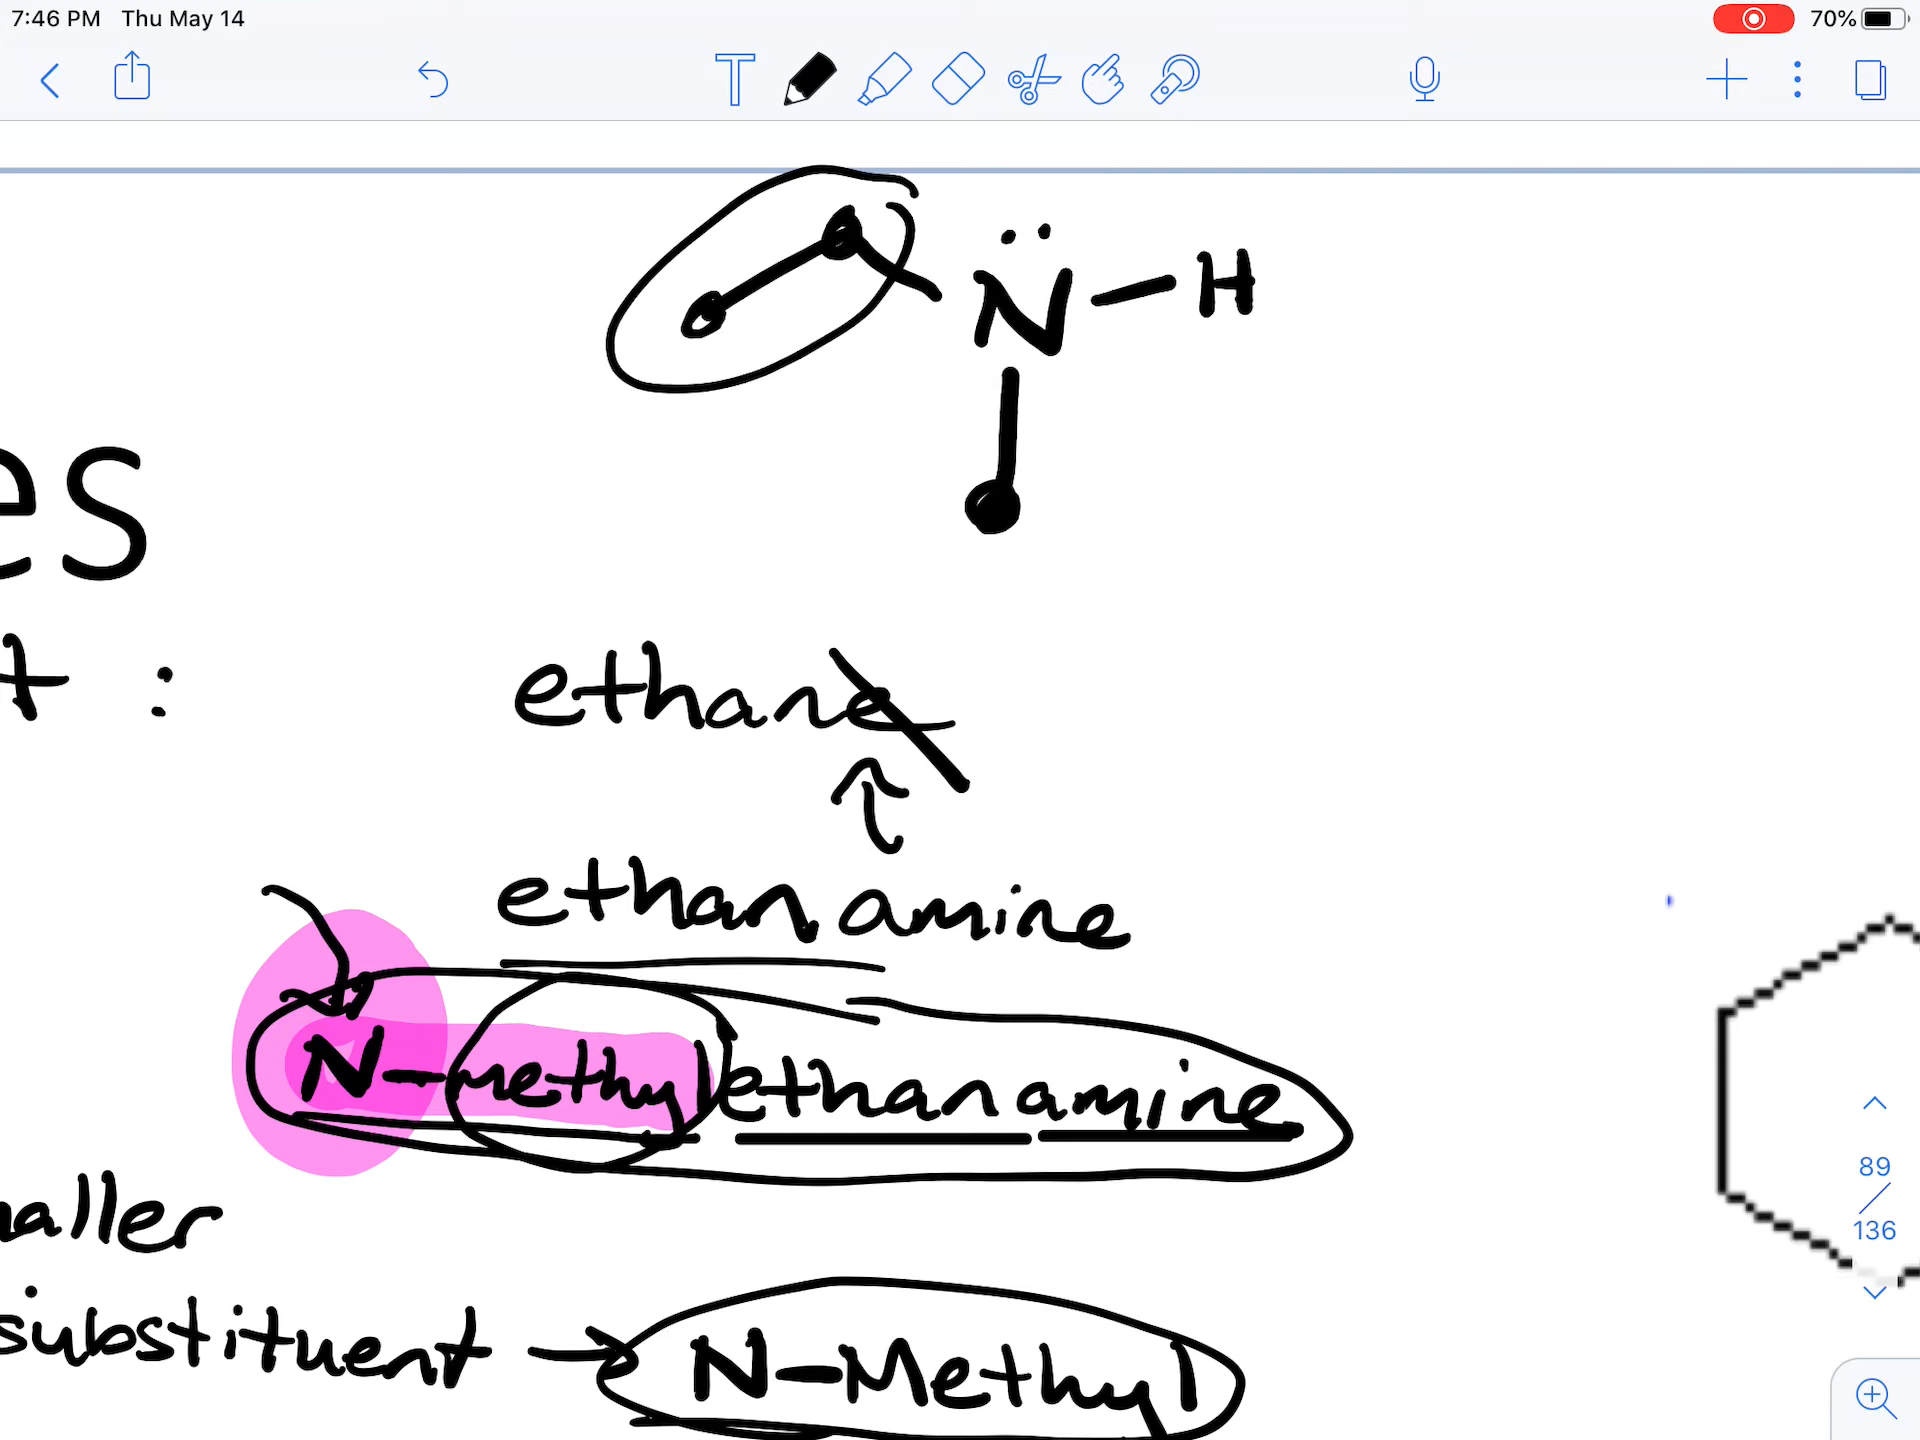 7:46 PM Thu May 14
70%
T
N-H
es
t :
ethane
ethanamine
N-methylethanamine
89
136
aller
substituent → N-Methyl